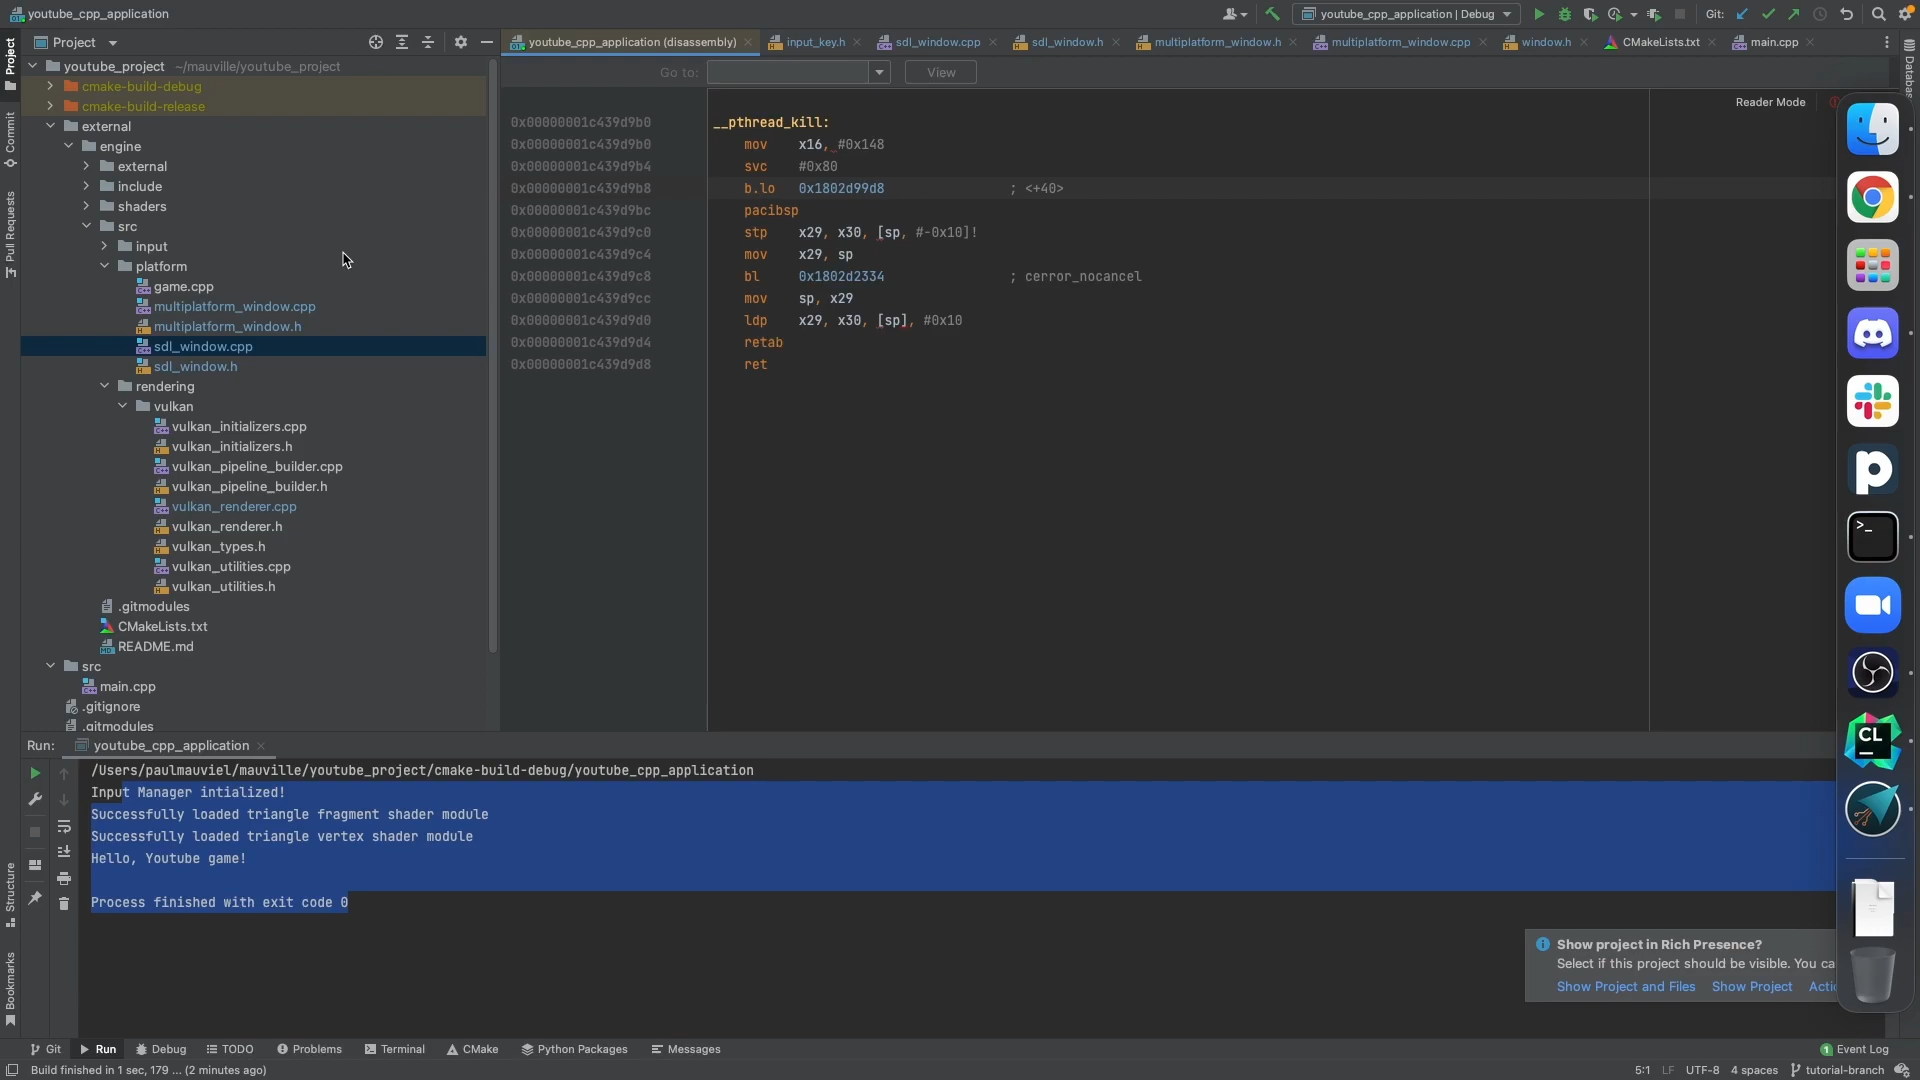 youtube_cpp_application
youtube_cpp_application | Debug
Git:
Project
youtube_cpp_application (disassembly)
input_key.h
sdl_window.cpp
sdl_window.h
multiplatform_window.h
multiplatform_window.cpp
window.h
CMakeLists.txt
main.cpp
Project
Commit
Pull Requests
Structure
Bookmarks
Go to:
View
Reader Mode
youtube_project ~/mauville/youtube_project
cmake-build-debug
cmake-build-release
external
engine
external
include
shaders
src
input
platform
game.cpp
multiplatform_window.cpp
multiplatform_window.h
sdl_window.cpp
sdl_window.h
rendering
vulkan
vulkan_initializers.cpp
vulkan_initializers.h
vulkan_pipeline_builder.cpp
vulkan_pipeline_builder.h
vulkan_renderer.cpp
vulkan_renderer.h
vulkan_types.h
vulkan_utilities.cpp
vulkan_utilities.h
.gitmodules
CMakeLists.txt
README.md
src
main.cpp
.gitignore
.gitmodules
0x00000001c439d9b0 __pthread_kill:
0x00000001c439d9b0 mov x16, #0x148
0x00000001c439d9b4 svc #0x80
0x00000001c439d9b8 b.lo 0x1802d99d8 ; <+40>
0x00000001c439d9bc pacibsp
0x00000001c439d9c0 stp x29, x30, [sp, #-0x10]!
0x00000001c439d9c4 mov x29, sp
0x00000001c439d9c8 bl 0x1802d2334 ; cerror_nocancel
0x00000001c439d9cc mov sp, x29
0x00000001c439d9d0 ldp x29, x30, [sp], #0x10
0x00000001c439d9d4 retab
0x00000001c439d9d8 ret
CL
Run: youtube_cpp_application
/Users/paulmauviel/mauville/youtube_project/cmake-build-debug/youtube_cpp_application
Input Manager intialized!
Successfully loaded triangle fragment shader module
Successfully loaded triangle vertex shader module
Hello, Youtube game!
Process finished with exit code 0
Show project in Rich Presence?
Select if this project should be visible. You ca
Show Project and Files Show Project Actio
Git Run Debug TODO Problems Terminal CMake Python Packages Messages
1 Event Log
Build finished in 1 sec, 179 ... (2 minutes ago)
5:1 LF UTF-8 4 spaces tutorial-branch